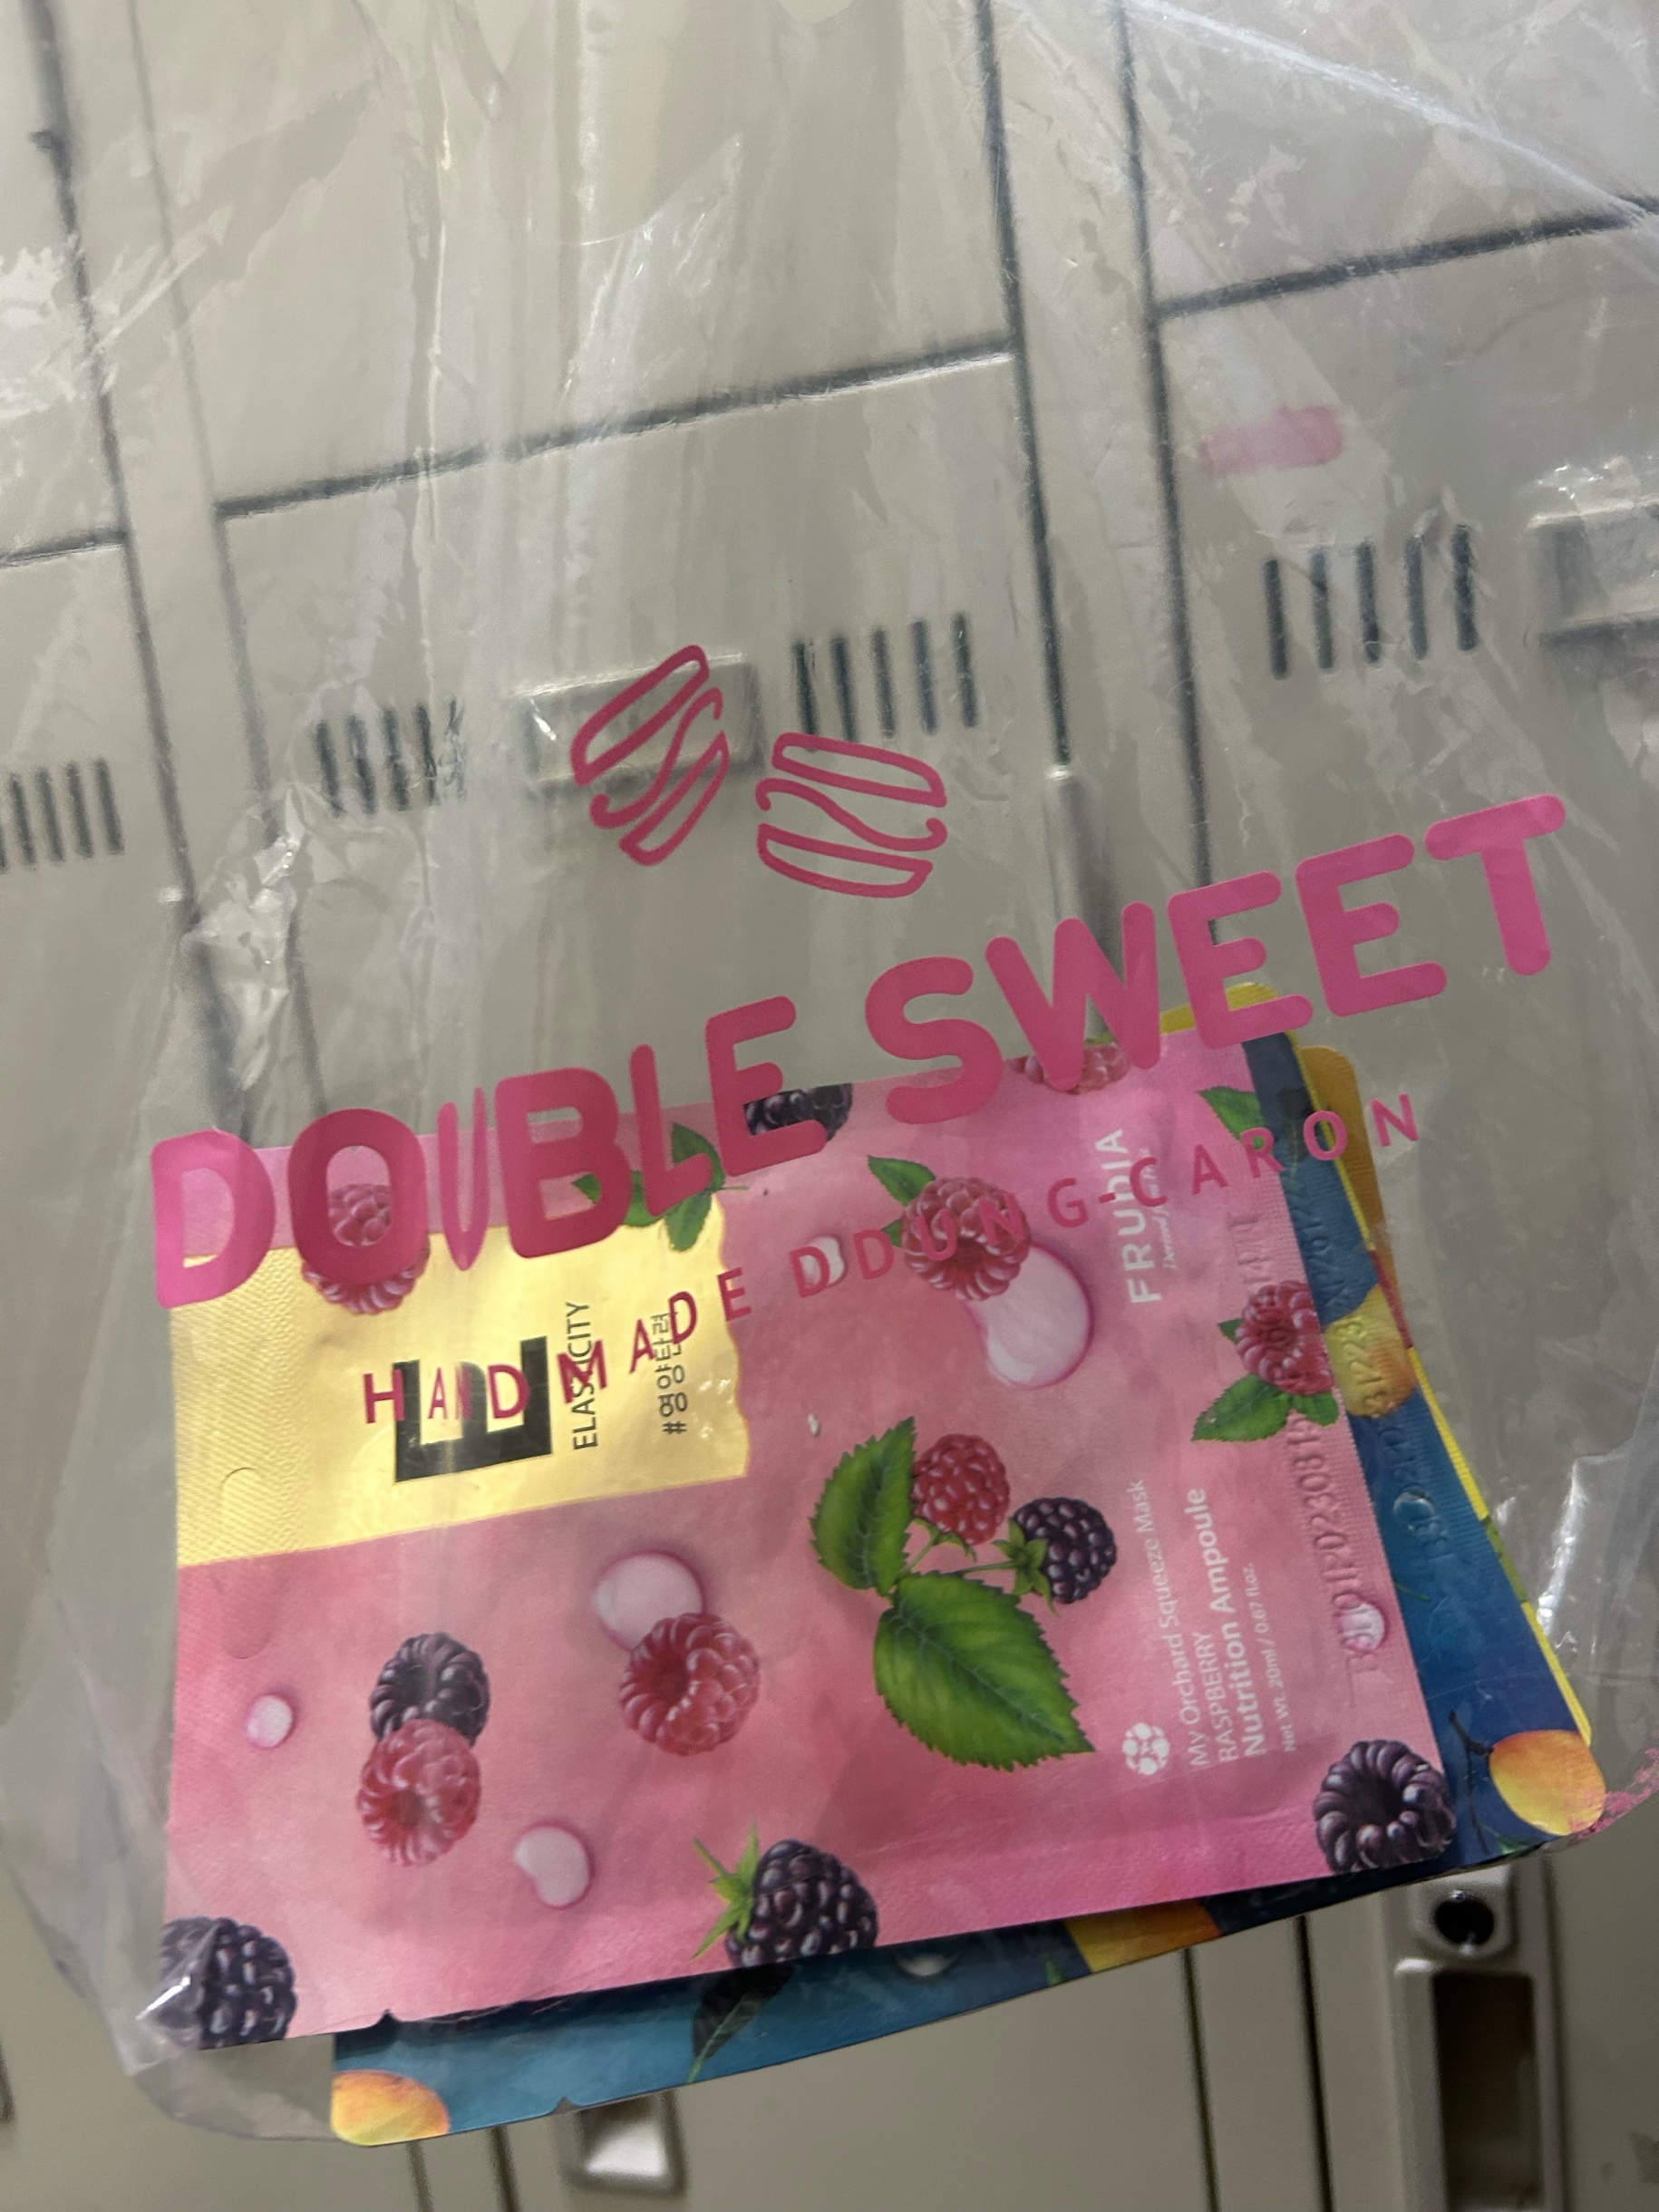 DOUBLE SWEET
HANDMADE DDUNG-CARON
E
ELASTICITY
#영양탄력
FRUDIA
My Orchard Squeeze Mask
RASPBERRY
Nutrition Ampoule
Net Wt. 20ml / 0.67 fl.oz.